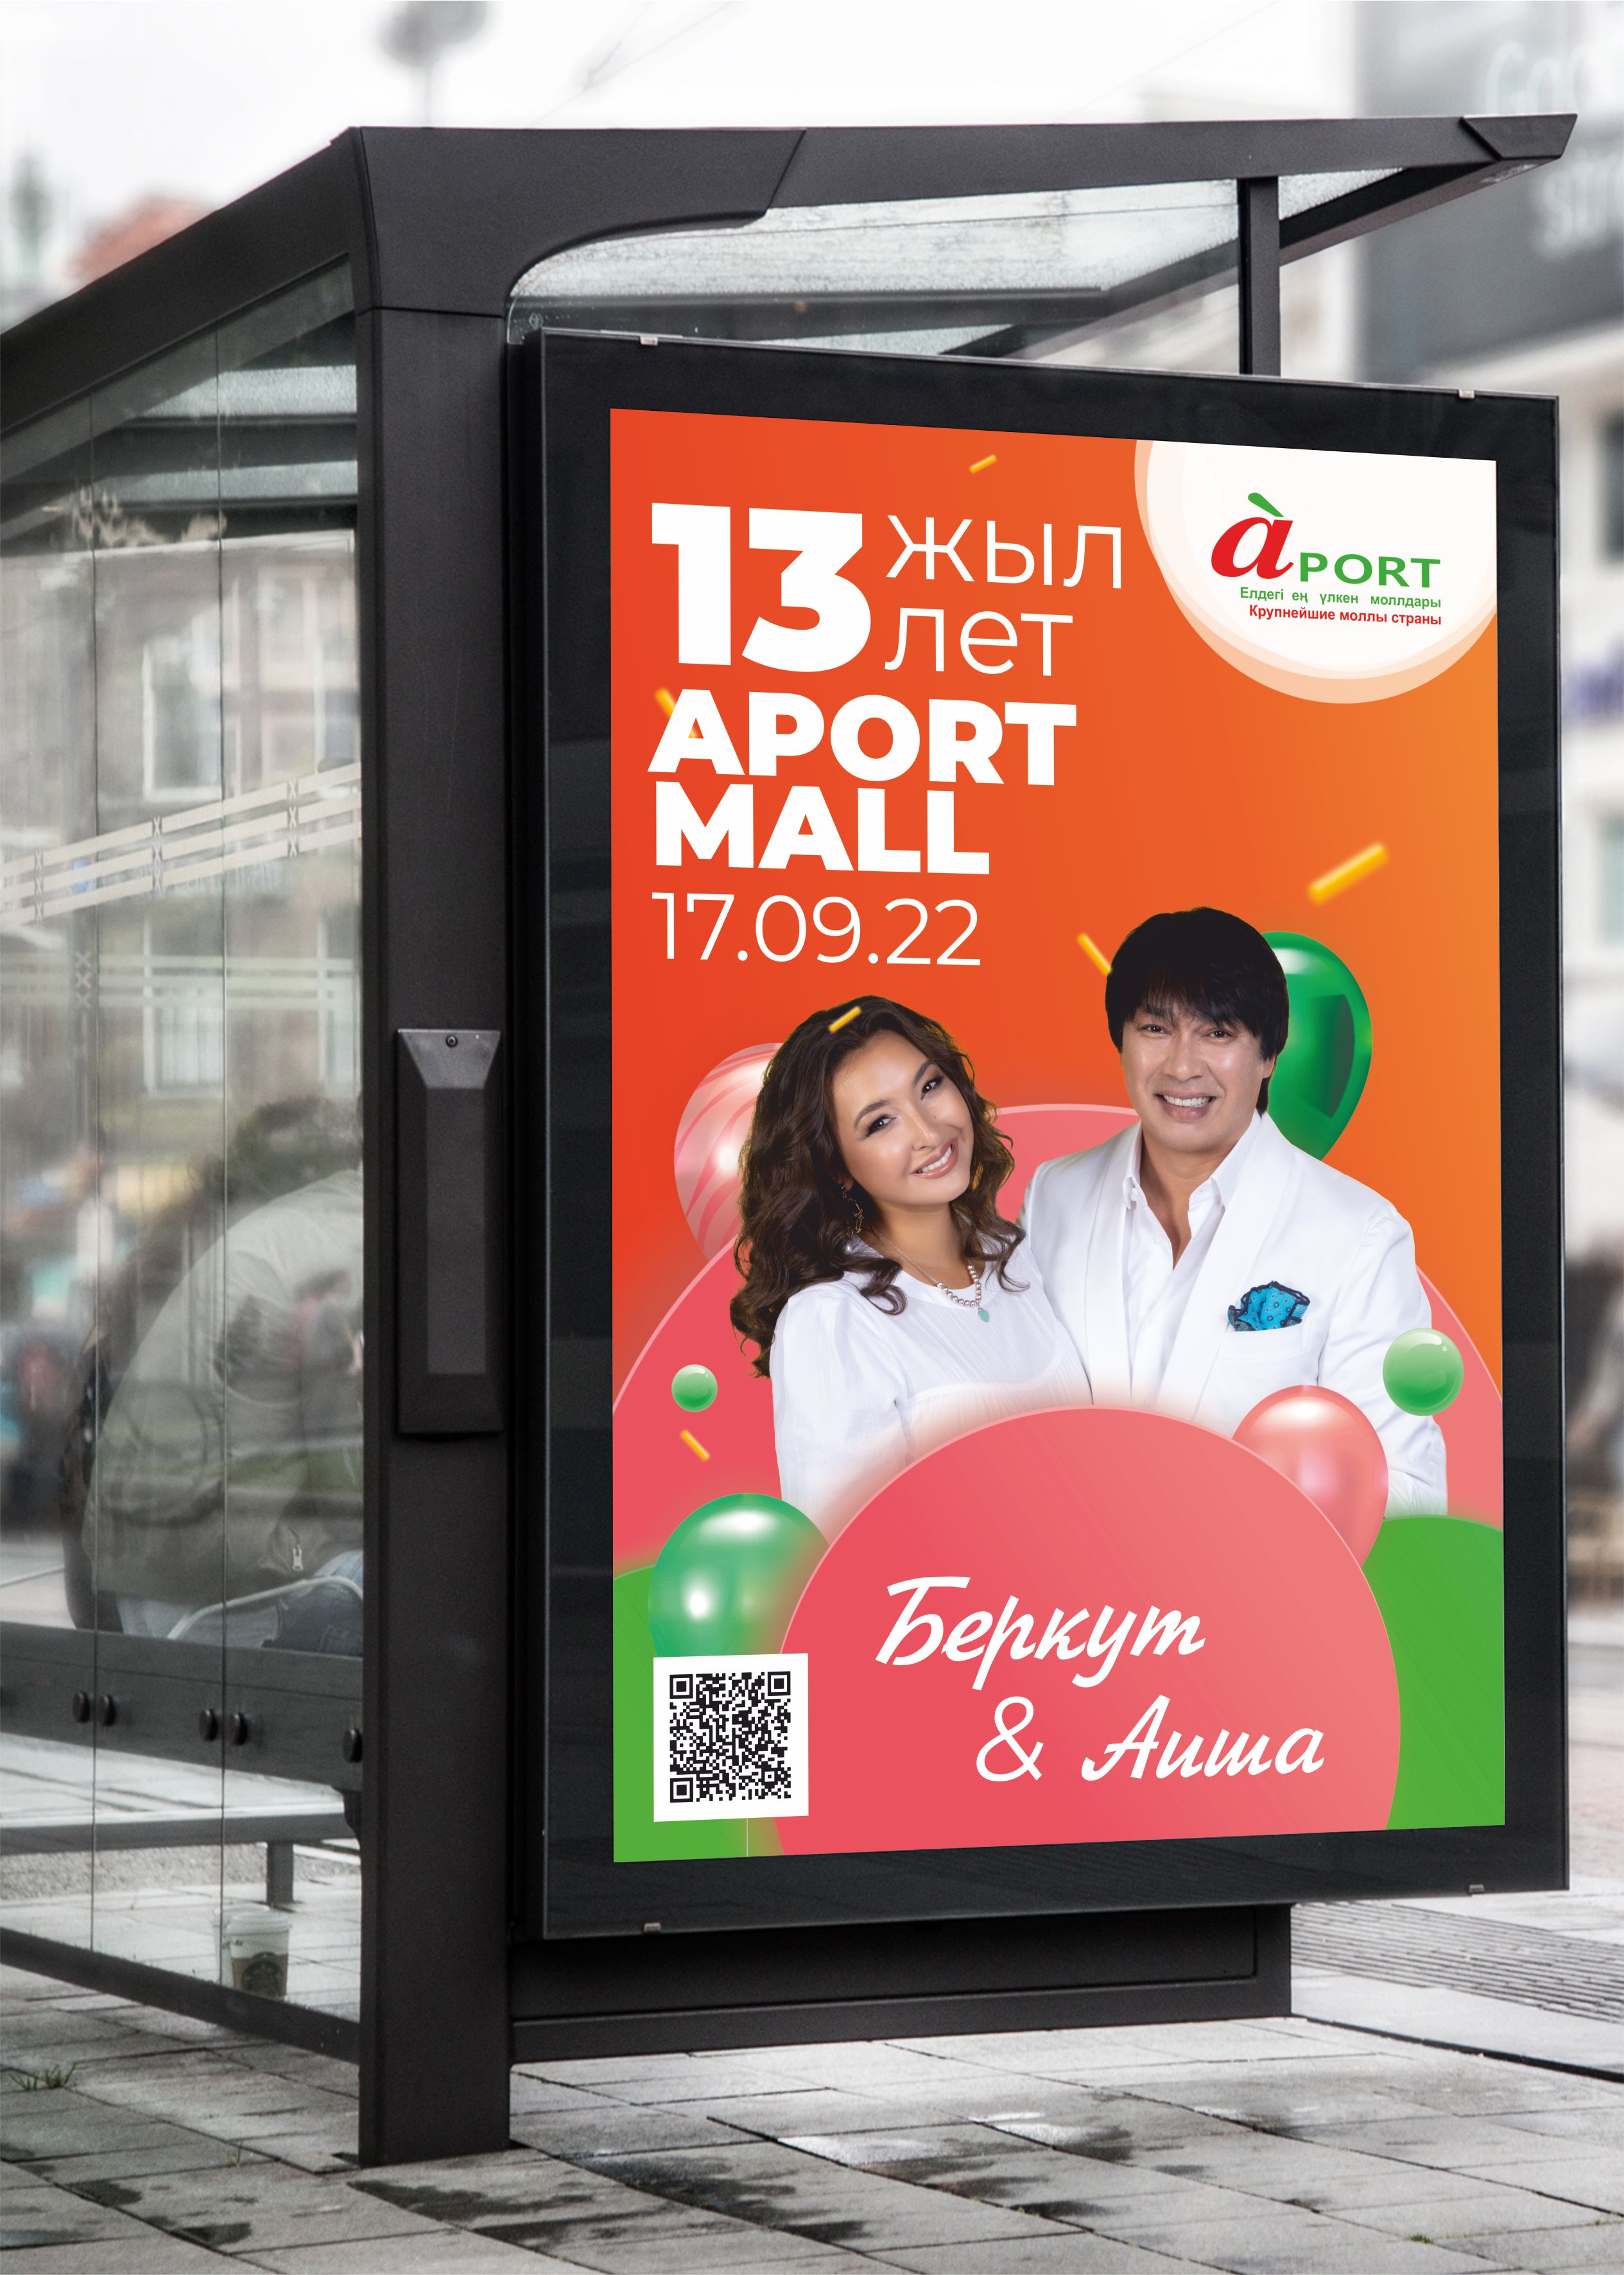 13 жыл
лет
APORT
MALL
17.09.22
àPORT
Елдегі ең үлкен моллдары
Крупнейшие моллы страны
Беркут
& Аиша